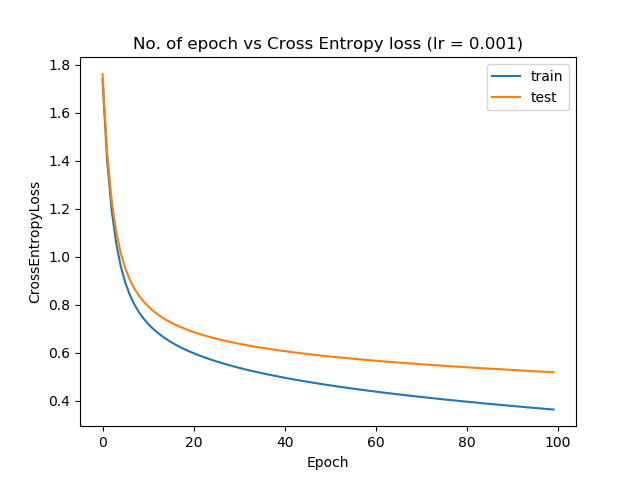 No. of epoch vs Cross Entropy loss (lr = 0.001)
train
test
CrossEntropyLoss
1.8
1.6
1.4
1.2
1.0
0.8
0.6
0.4
0 20 40 60 80 100
Epoch